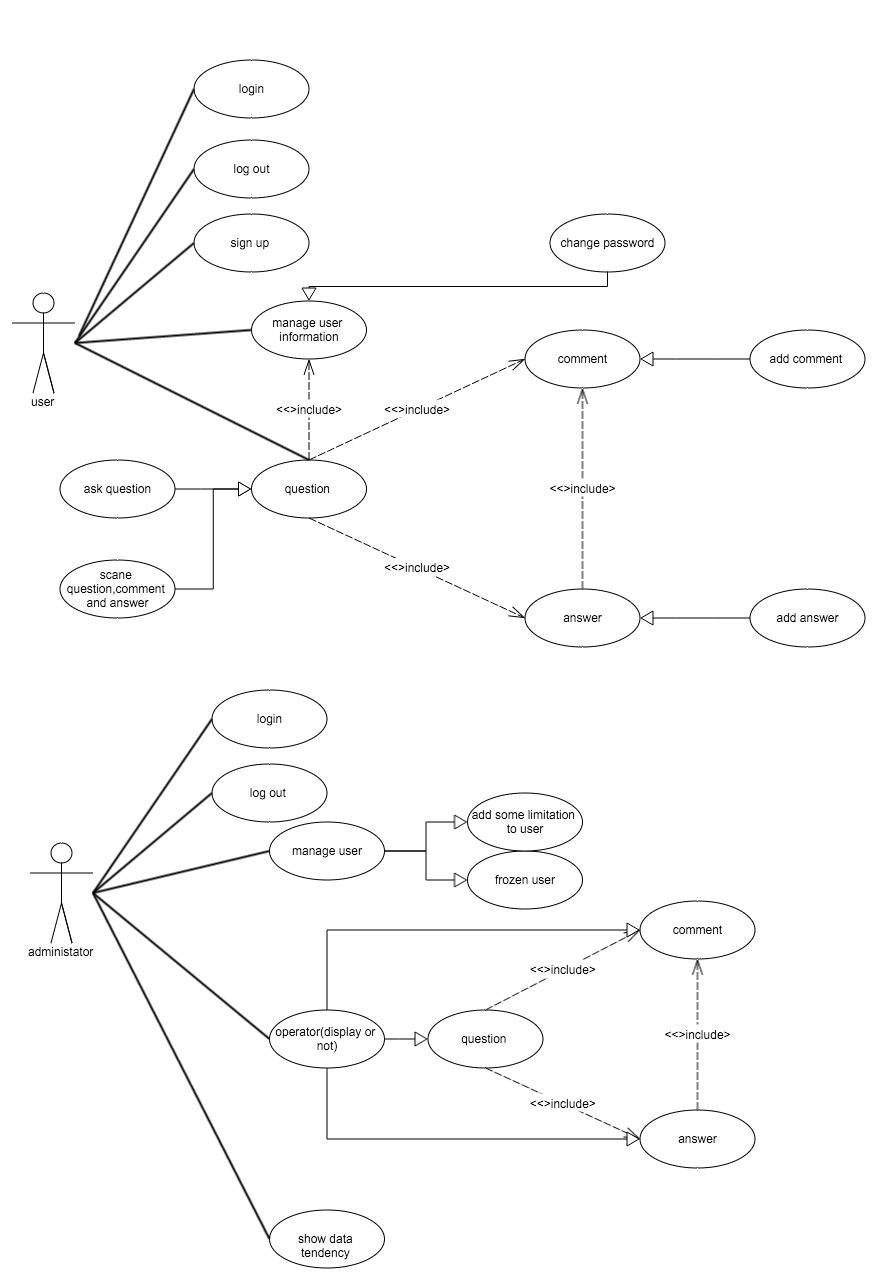 login
log out
sign up
change password
manage user
information
comment
add comment
user
<<>include>
<<>include>
ask question
question
<<>include>
scane
question,comment
and answer
<<>include>
answer
add answer
login
log out
add some limitation
to user
manage user
frozen user
administator
comment
<<>include>
operator(display or
not)
question
<<>include>
<<>include>
answer
show data
tendency